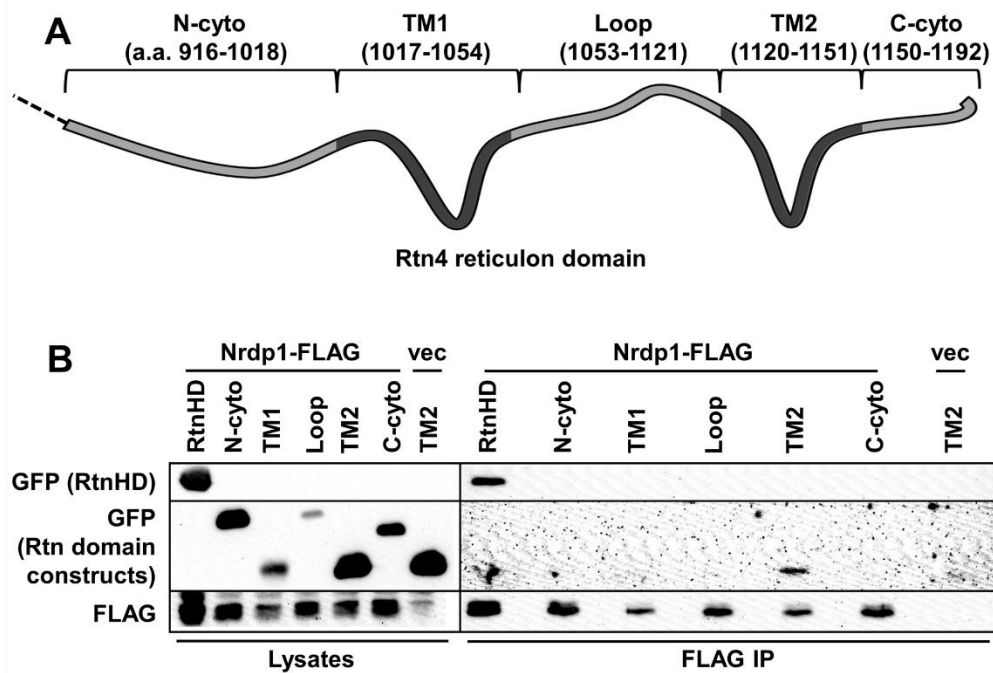 A
N-cyto TM1 Loop TM2 C-cyto
(a.a. 916-1018) (1017-1054) (1053-1121) (1120-1151) (1150-1192)
Rtn4 reticulon domain
B
Nrdp1-FLAG vec Nrdp1-FLAG vec
RtnHD N-cyto TM1 Loop TM2 C-cyto TM2 RtnHD N-cyto TM1 Loop TM2 C-cyto TM2
GFP (RtnHD)
GFP
(Rtn domain
constructs)
FLAG
Lysates FLAG IP